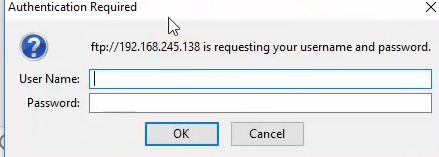 Authentication Required
ftp://192.168.245.138 is requesting your username and password.
User Name:
Password:
OK
Cancel